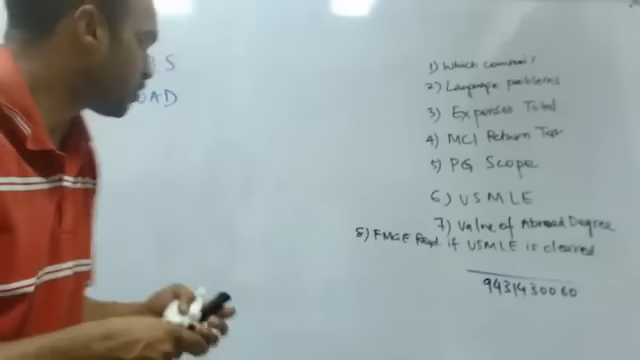 S
OAD
1) Which countri
2) Language problems
3) Expenses Total
4) MCI Return Test
5) PG Scope
6) USMLE
7) Value of Abroad Degree
8) FMGE Reqd if USMLE is cleared
9431430060